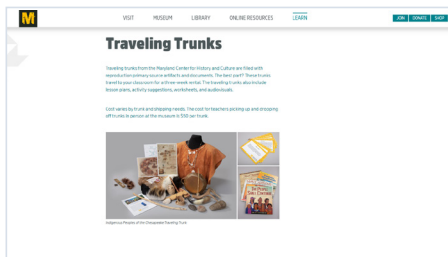 M
VISIT MUSEUM LIBRARY ONLINE RESOURCES LEARN
JOIN DONATE SHOP
Traveling Trunks
Traveling trunks from the Maryland Center for History and Culture are filled with
reproduction primary source artifacts and documents. The best part? These trunks
travel to your classroom for a three-week rental. The traveling trunks also include
lesson plans, activity suggestions, worksheets, and audiovisuals.
Cost varies by trunk and shipping needs. The cost for teachers picking up and dropping
off trunks in person at the museum is $50 per trunk.
Indigenous Peoples of the Chesapeake Traveling Trunk